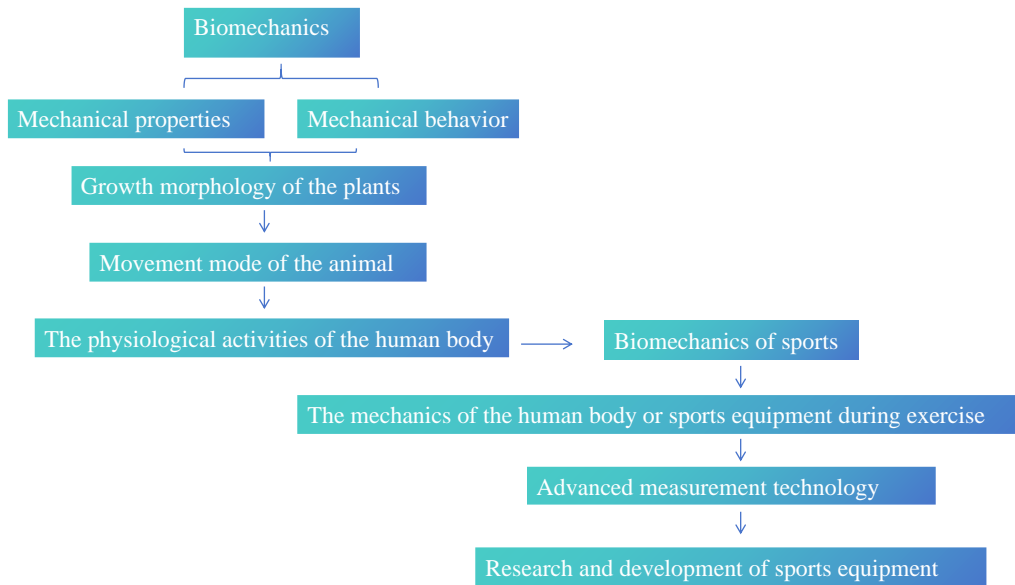 Biomechanics
Mechanical properties
Mechanical behavior
Growth morphology of the plants
Movement mode of the animal
The physiological activities of the human body
Biomechanics of sports
The mechanics of the human body or sports equipment during exercise
Advanced measurement technology
Research and development of sports equipment